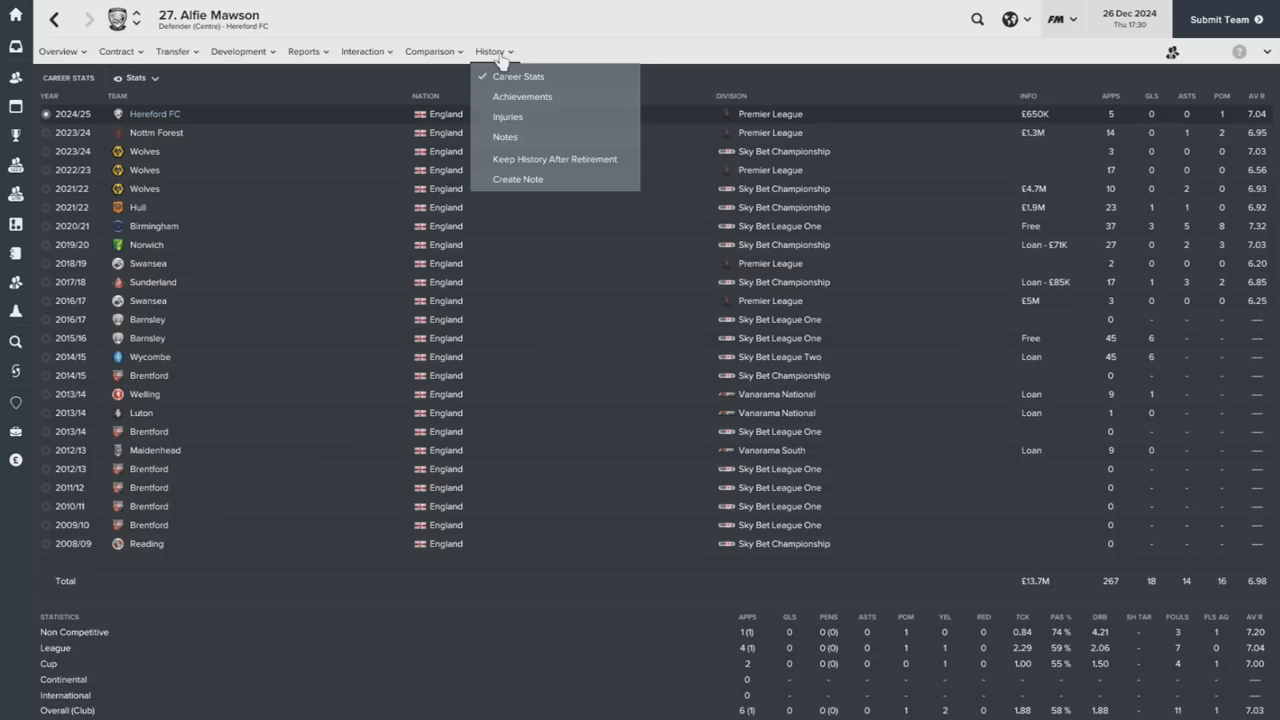 27. Alfie Mawson
Defender (Centre) - Hereford FC
FM
26 Dec 2024
Thu 17:30
Submit Team
Overview Contract Transfer Development Reports Interaction Comparison History
?
CAREER STATS Stats
Career Stats
Achievements
Injuries
Notes
Keep History After Retirement
Create Note
YEAR TEAM NATION DIVISION INFO APPS GLS ASTS POM AV R
2024/25 Hereford FC England Premier League £650K 5 0 0 1 7.04
2023/24 Nottm Forest England Premier League £1.3M 14 0 1 2 6.95
2023/24 Wolves England Sky Bet Championship 3 0 0 0 7.03
2022/23 Wolves England Premier League 17 0 0 0 6.56
2021/22 Wolves England Sky Bet Championship £4.7M 10 0 2 0 6.93
2021/22 Hull England Sky Bet Championship £1.9M 23 1 1 0 6.92
2020/21 Birmingham England Sky Bet League One Free 37 3 5 8 7.32
2019/20 Norwich England Sky Bet Championship Loan - £71K 27 0 2 3 7.03
2018/19 Swansea England Premier League 2 0 0 0 6.20
2017/18 Sunderland England Sky Bet Championship Loan - £85K 17 1 3 2 6.85
2016/17 Swansea England Premier League £5M 3 0 0 0 6.25
2016/17 Barnsley England Sky Bet League One 0 - - - —
2015/16 Barnsley England Sky Bet League One Free 45 6 - - —
2014/15 Wycombe England Sky Bet League Two Loan 45 6 - - —
2014/15 Brentford England Sky Bet Championship 0 - - - —
2013/14 Welling England Vanarama National Loan 9 1 - - —
2013/14 Luton England Vanarama National Loan 1 0 - - —
2013/14 Brentford England Sky Bet League One 0 - - - —
2012/13 Maidenhead England Vanarama South Loan 9 0 - - —
2012/13 Brentford England Sky Bet League One 0 - - - —
2011/12 Brentford England Sky Bet League One 0 - - - —
2010/11 Brentford England Sky Bet League One 0 - - - —
2009/10 Brentford England Sky Bet League One 0 - - - —
2008/09 Reading England Sky Bet Championship 0 - - - —
Total £13.7M 267 18 14 16 6.98
STATISTICS APPS GLS PENS ASTS POM YEL RED TCK PAS % DRB SH TAR FOULS FLS AG AV R
Non Competitive 1 (1) 0 0 (0) 0 1 0 0 0.84 74 % 4.21 - 3 1 7.20
League 4 (1) 0 0 (0) 0 1 1 0 2.29 59 % 2.06 - 7 0 7.04
Cup 2 0 0 (0) 0 0 1 0 1.00 55 % 1.50 - 4 1 7.00
Continental 0 - - - - - - - - - - - - —
International 0 - - - - - - - - - - - - —
Overall (Club) 6 (1) 0 0 (0) 0 1 2 0 1.88 58 % 1.88 - 11 1 7.03